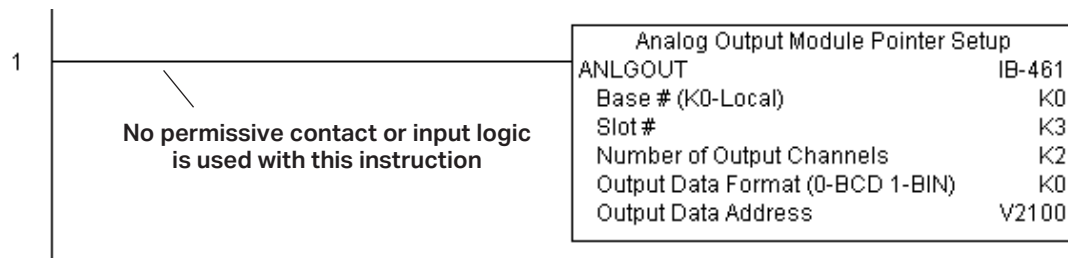 1
No permissive contact or input logic
is used with this instruction
Analog Output Module Pointer Setup
ANLGOUT IB-461
Base # (K0-Local) K0
Slot # K3
Number of Output Channels K2
Output Data Format (0-BCD 1-BIN) K0
Output Data Address V2100